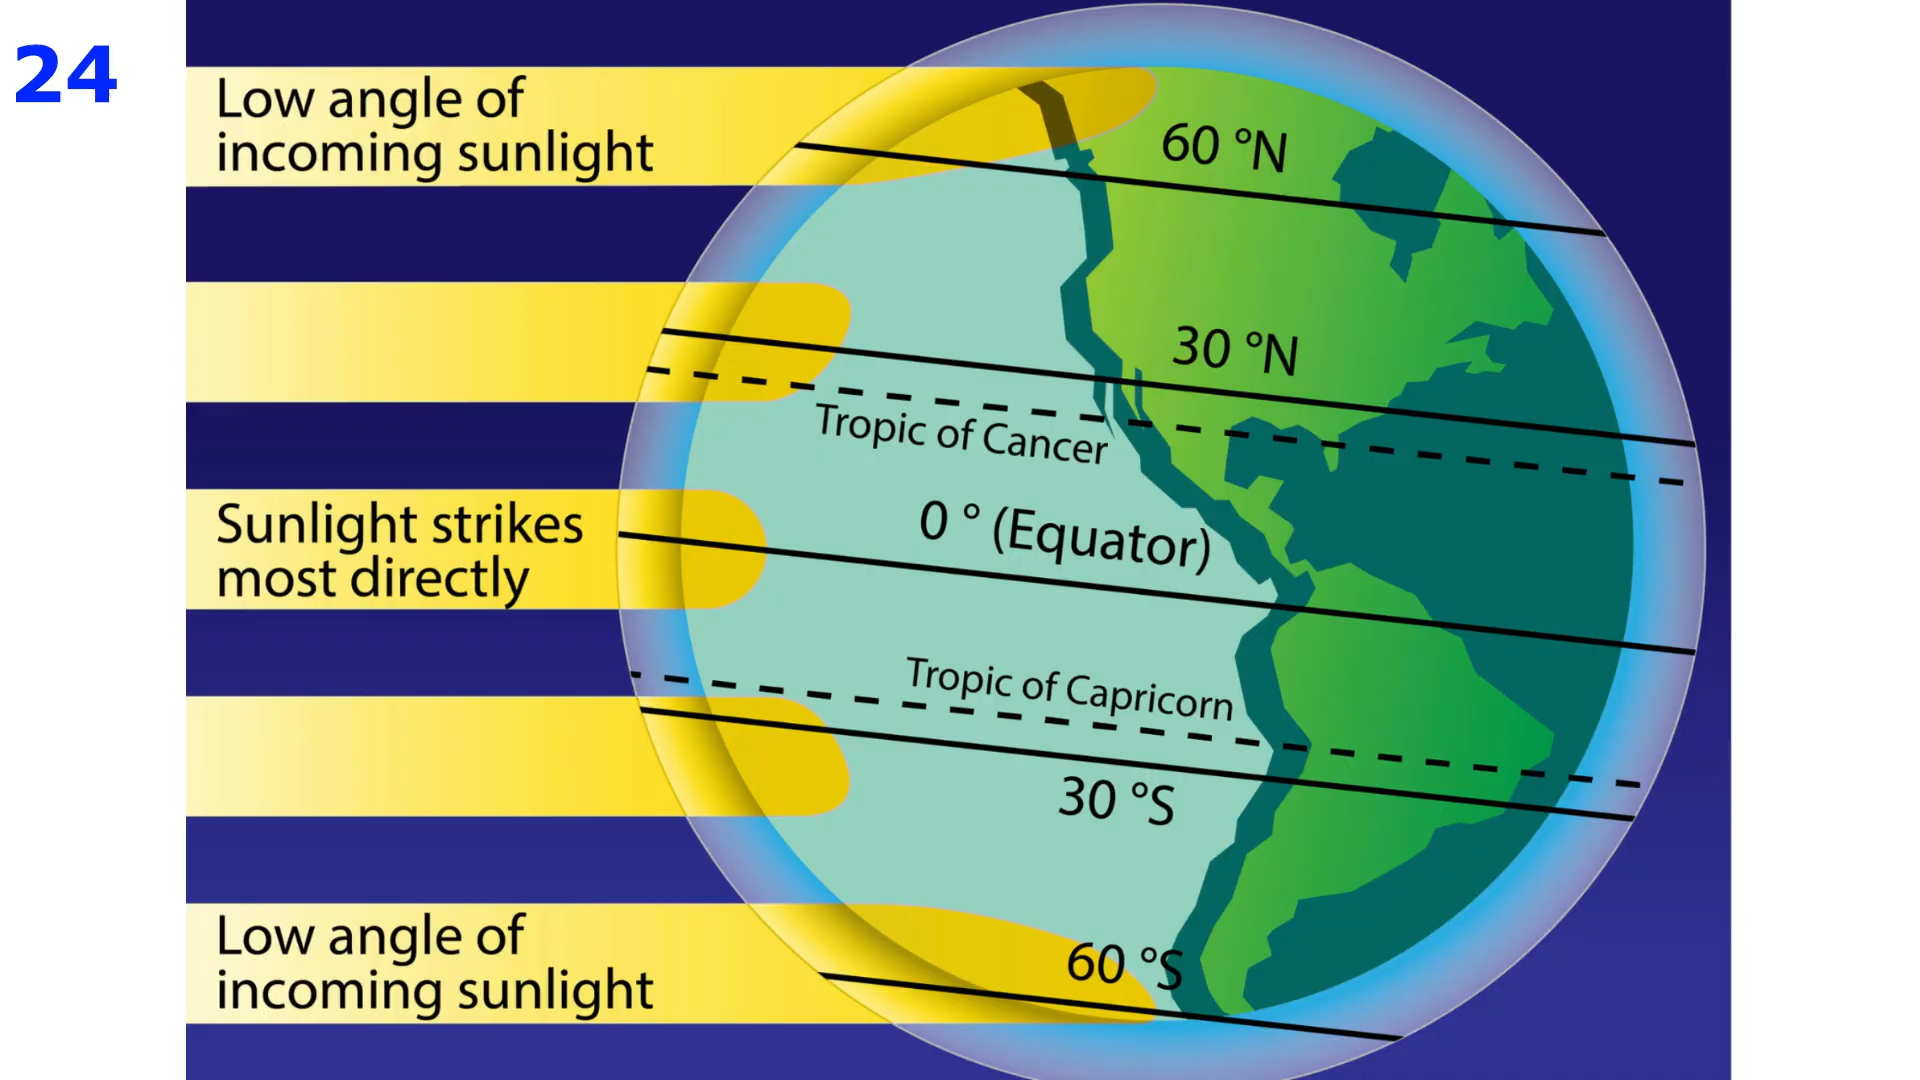 24
Low angle of
incoming sunlight
60 °N
30 °N
Tropic of Cancer
Sunlight strikes
most directly
0 ° (Equator)
Tropic of Capricorn
30 °S
Low angle of
incoming sunlight
60 °S